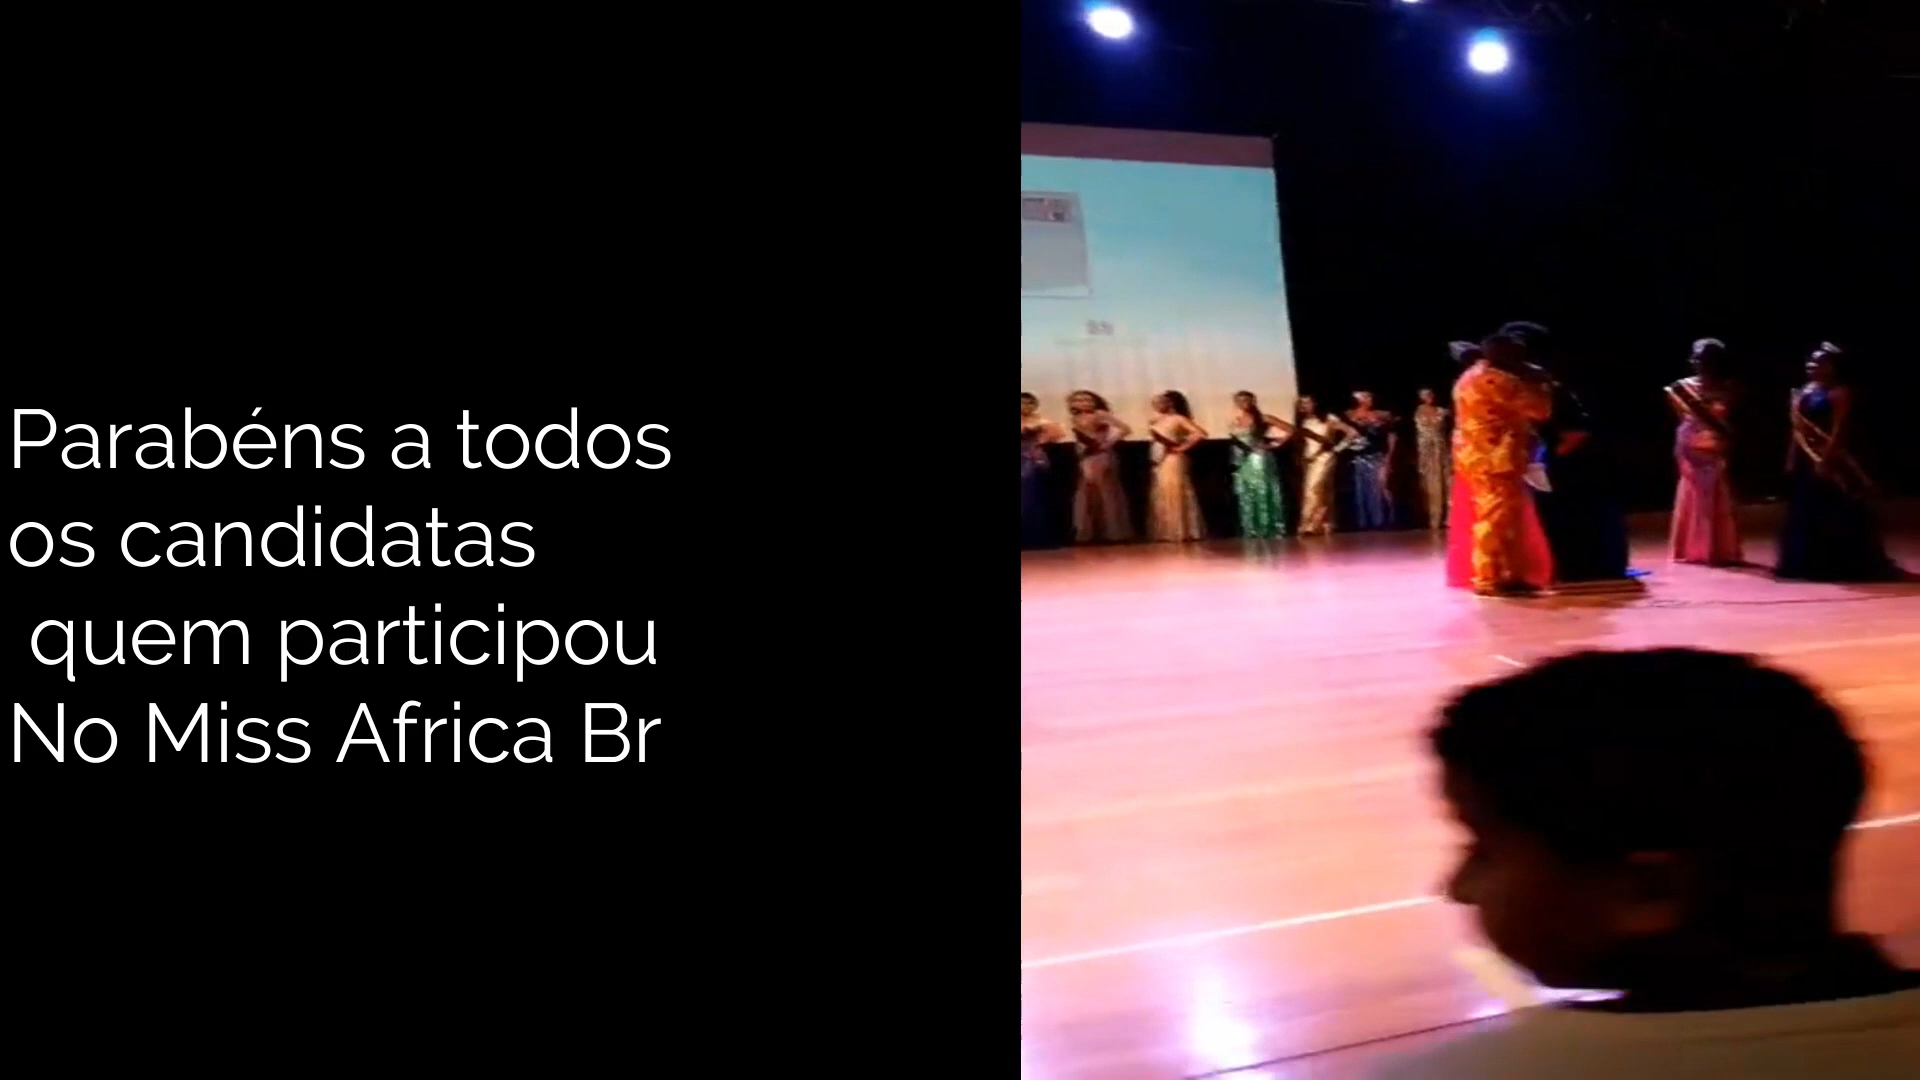 Parabéns a todos
os candidatas
quem participou
No Miss Africa Br